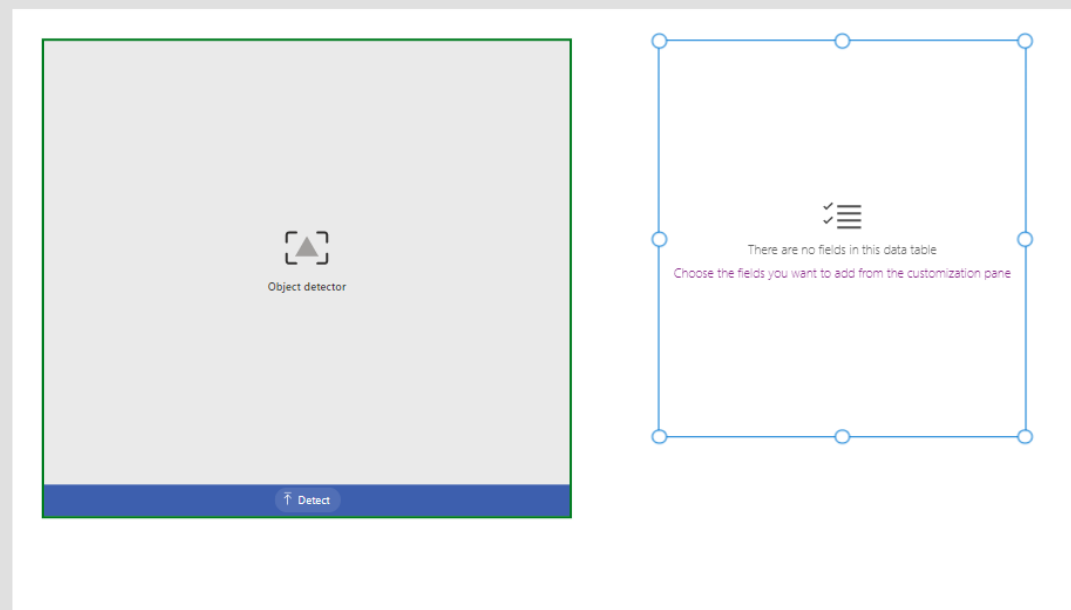 Object detector
Detect
There are no fields in this data table
Choose the fields you want to add from the customization pane